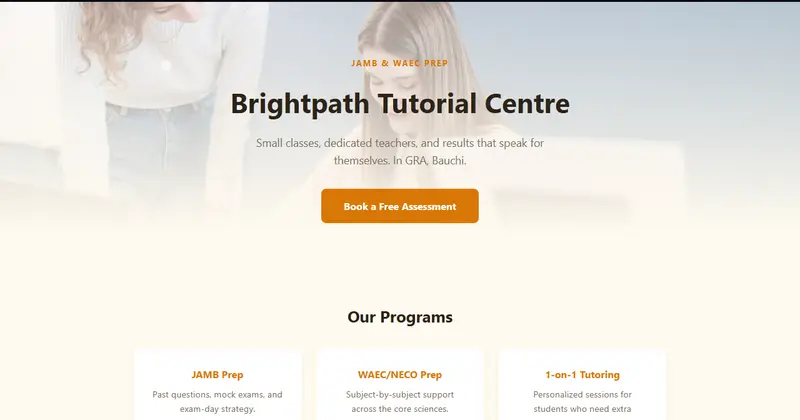 JAMB & WAEC PREP
Brightpath Tutorial Centre
Small classes, dedicated teachers, and results that speak for
themselves. In GRA, Bauchi.
Book a Free Assessment
Our Programs
JAMB Prep
Past questions, mock exams, and
exam-day strategy.
WAEC/NECO Prep
Subject-by-subject support
across the core sciences.
1-on-1 Tutoring
Personalized sessions for
students who need extra